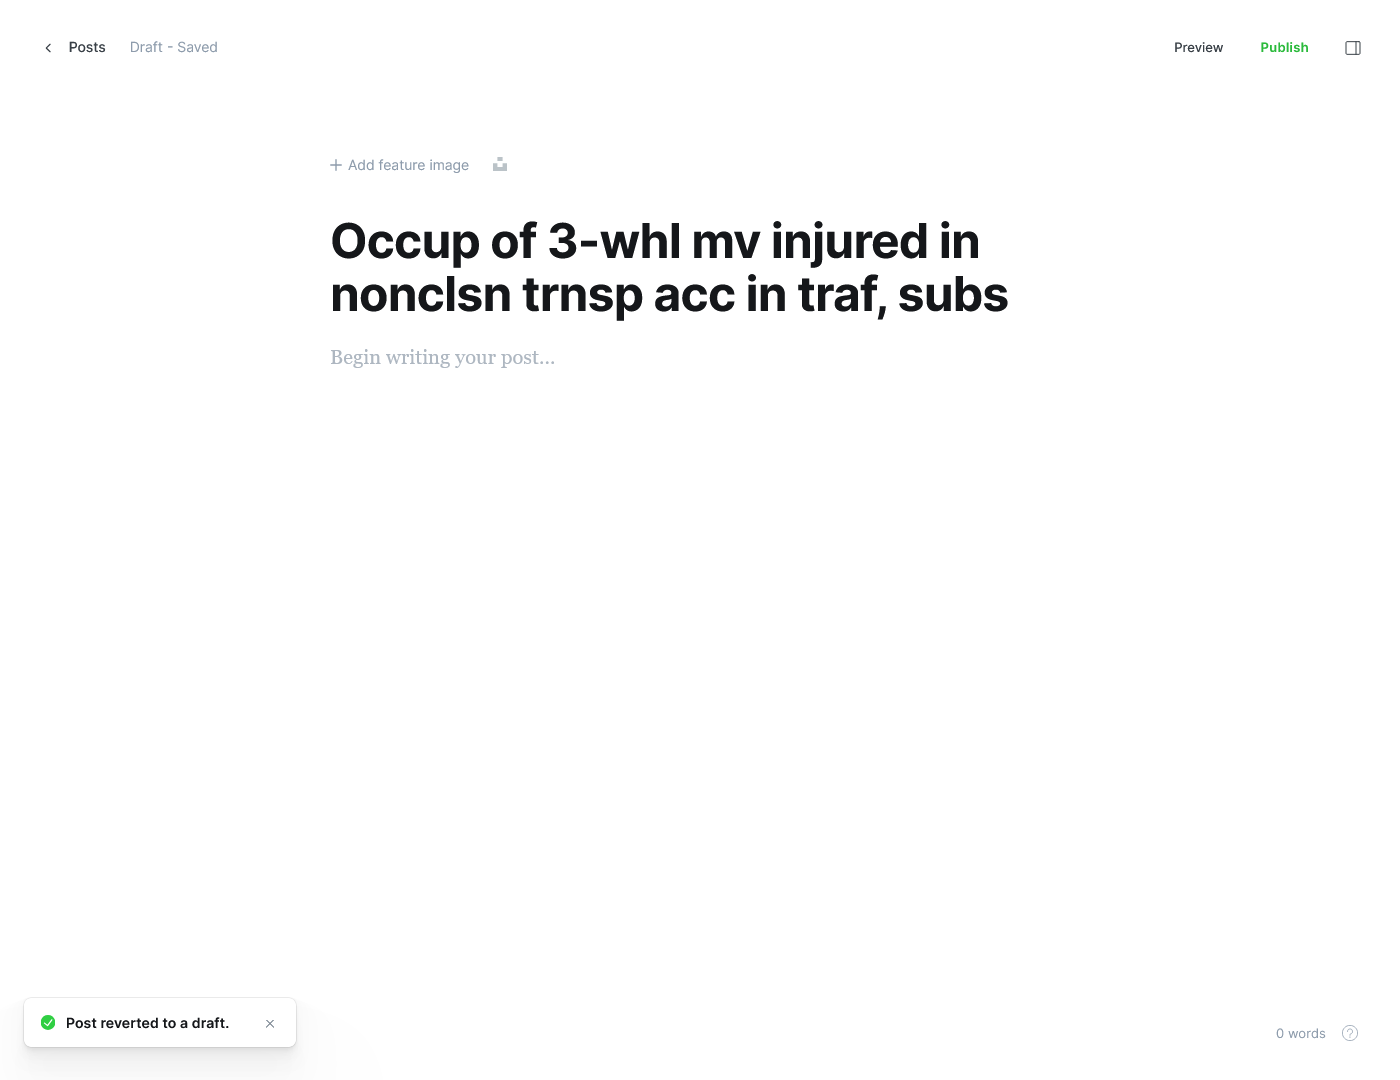 Posts
Draft - Saved
Preview
Publish
Add feature image
Occup of 3-whl mv injured in
nonclsn trnsp acc in traf, subs
Begin writing your post...
Post reverted to a draft.
0 words